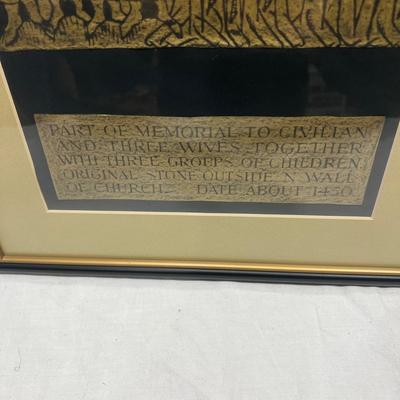 PART OF MEMORIAL TO CIVILIAN
AND THREE WIVES TOGETHER
WITH THREE GROUPS OF CHILDREN,
ORIGINAL STONE OUTSIDE N. WALL
OF CHURCH. DATE ABOUT 1450